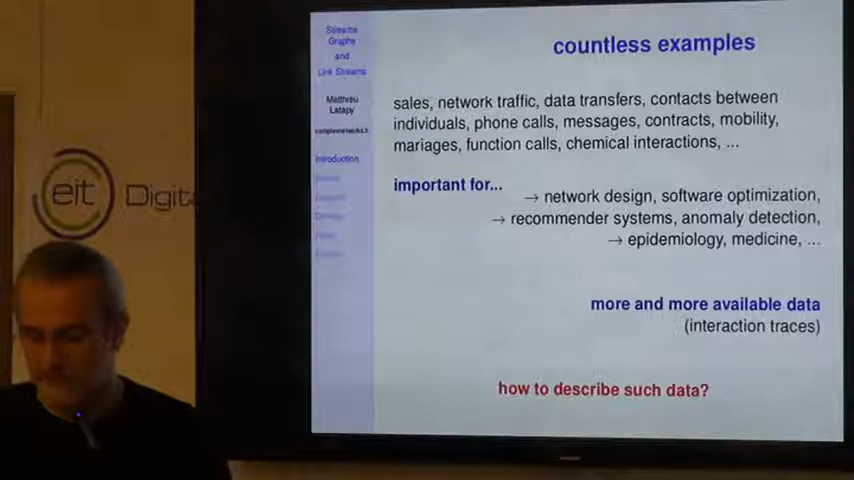 eit Digital
Streams
Graphs
and
Link Streams
Matthieu
Latapy
Introduction
countless examples
sales, network traffic, data transfers, contacts between
individuals, phone calls, messages, contracts, mobility,
mariages, function calls, chemical interactions, ...
important for...
→ network design, software optimization,
→ recommender systems, anomaly detection,
→ epidemiology, medicine, ...
more and more available data
(interaction traces)
how to describe such data?